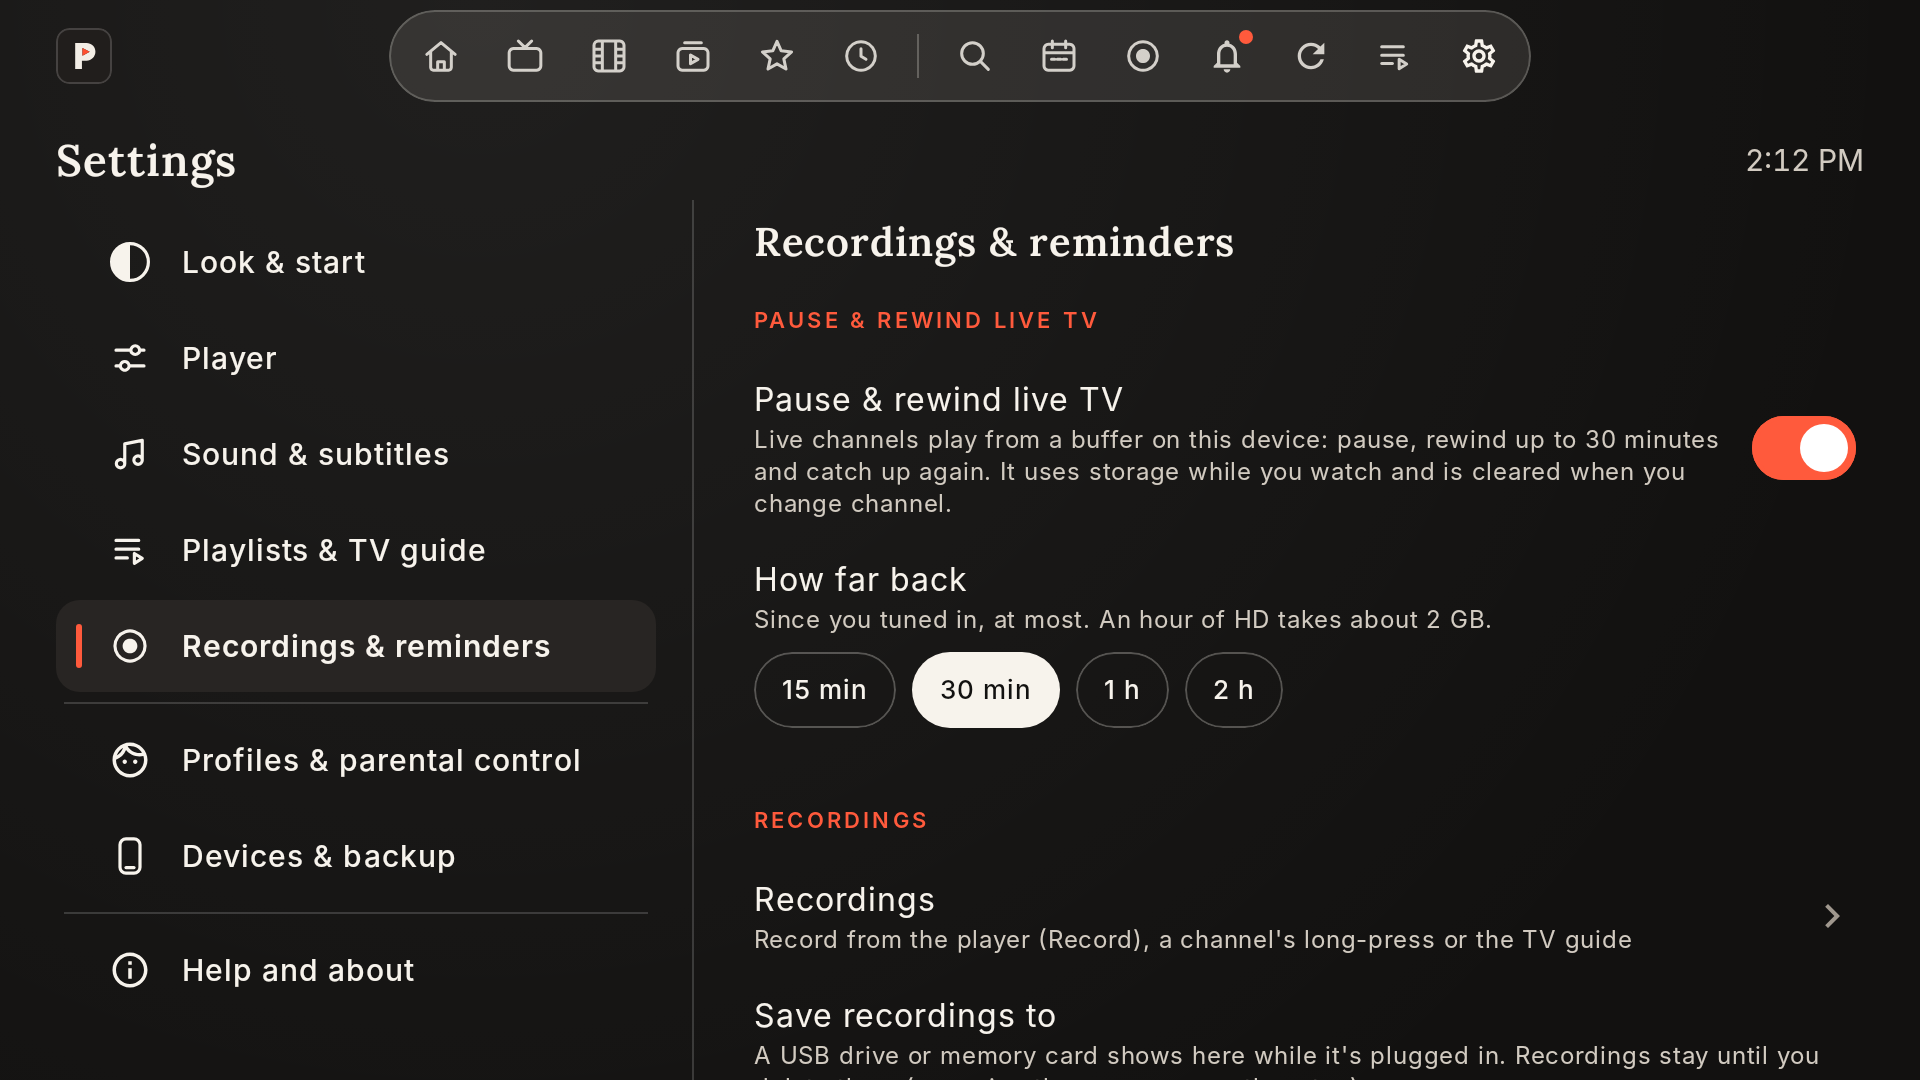 Settings
2:12 PM
Look & start
Player
Sound & subtitles
Playlists & TV guide
Recordings & reminders
Profiles & parental control
Devices & backup
Help and about
Recordings & reminders
PAUSE & REWIND LIVE TV
Pause & rewind live TV
Live channels play from a buffer on this device: pause, rewind up to 30 minutes
and catch up again. It uses storage while you watch and is cleared when you
change channel.
How far back
Since you tuned in, at most. An hour of HD takes about 2 GB.
15 min
30 min
1 h
2 h
RECORDINGS
Recordings
Record from the player (Record), a channel's long-press or the TV guide
Save recordings to
A USB drive or memory card shows here while it's plugged in. Recordings stay until you